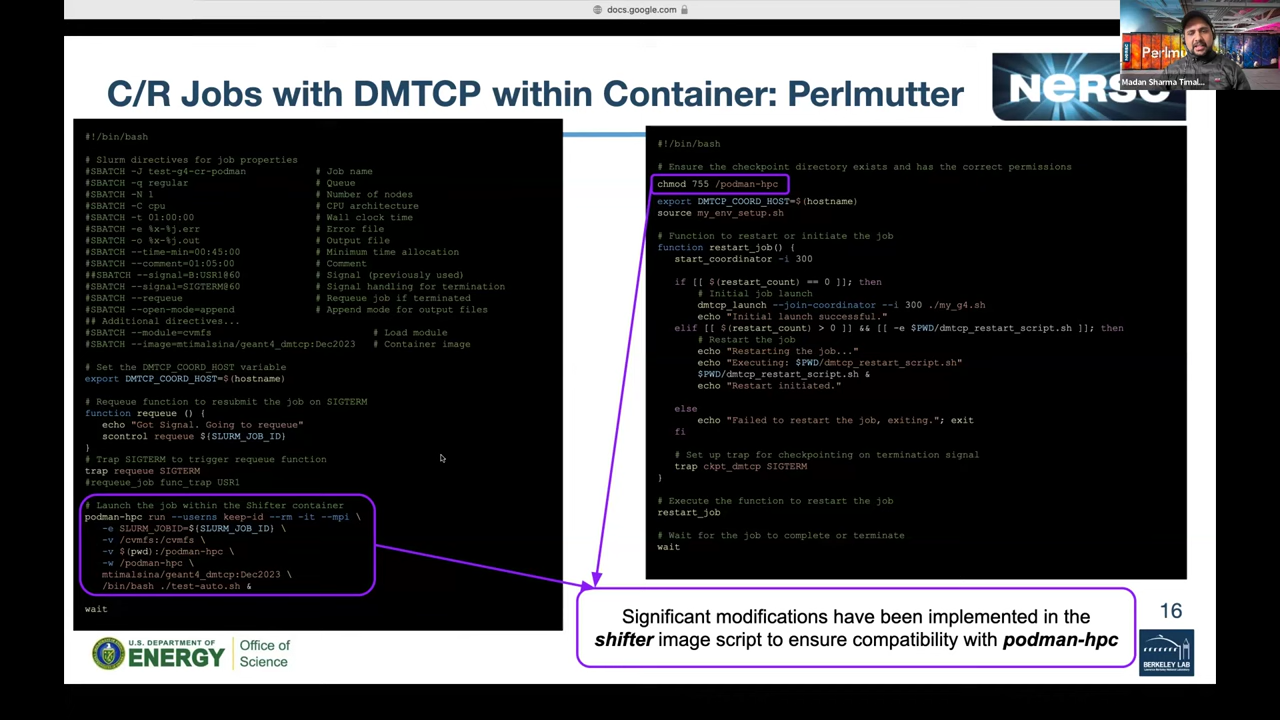 docs.google.com
Perlmu
Madan Sharma Timal...
C/R Jobs with DMTCP within Container: Perlmutter
NERSC
#!/bin/bash
# Slurm directives for job properties
#SBATCH -J test-g4-cr-podman # Job name
#SBATCH -q regular # Queue
#SBATCH -N 1 # Number of nodes
#SBATCH -C cpu # CPU architecture
#SBATCH -t 01:00:00 # Wall clock time
#SBATCH -e %x-%j.err # Error file
#SBATCH -o %x-%j.out # Output file
#SBATCH --time-min=00:45:00 # Minimum time allocation
#SBATCH --comment=01:05:00 # Comment
##SBATCH --signal=B:USR1@60 # Signal (previously used)
#SBATCH --signal=SIGTERM@60 # Signal handling for termination
#SBATCH --requeue # Requeue job if terminated
#SBATCH --open-mode=append # Append mode for output files
## Additional directives...
#SBATCH --module=cvmfs # Load module
#SBATCH --image=mtimalsina/geant4_dmtcp:Dec2023 # Container image
# Set the DMTCP_COORD_HOST variable
export DMTCP_COORD_HOST=$(hostname)
# Requeue function to resubmit the job on SIGTERM
function requeue () {
echo "Got Signal. Going to requeue"
scontrol requeue ${SLURM_JOB_ID}
}
# Trap SIGTERM to trigger requeue function
trap requeue SIGTERM
#requeue_job func_trap USR1
# Launch the job within the Shifter container
podman-hpc run --userns keep-id --rm -it --mpi \
-e SLURM_JOBID=${SLURM_JOB_ID} \
-v /cvmfs:/cvmfs \
-v $(pwd):/podman-hpc \
-w /podman-hpc \
mtimalsina/geant4_dmtcp:Dec2023 \
/bin/bash ./test-auto.sh &
wait
#!/bin/bash
# Ensure the checkpoint directory exists and has the correct permissions
chmod 755 /podman-hpc
export DMTCP_COORD_HOST=$(hostname)
source my_env_setup.sh
# Function to restart or initiate the job
function restart_job() {
start_coordinator -i 300
if [[ $(restart_count) == 0 ]]; then
# Initial job launch
dmtcp_launch --join-coordinator --i 300 ./my_g4.sh
echo "Initial launch successful."
elif [[ $(restart_count) > 0 ]] && [[ -e $PWD/dmtcp_restart_script.sh ]]; then
# Restart the job
echo "Restarting the job..."
echo "Executing: $PWD/dmtcp_restart_script.sh"
$PWD/dmtcp_restart_script.sh &
echo "Restart initiated."
else
echo "Failed to restart the job, exiting."; exit
fi
# Set up trap for checkpointing on termination signal
trap ckpt_dmtcp SIGTERM
}
# Execute the function to restart the job
restart_job
# Wait for the job to complete or terminate
wait
Significant modifications have been implemented in the
shifter image script to ensure compatibility with podman-hpc
16
U.S. DEPARTMENT OF
ENERGY
Office of
Science
BERKELEY LAB